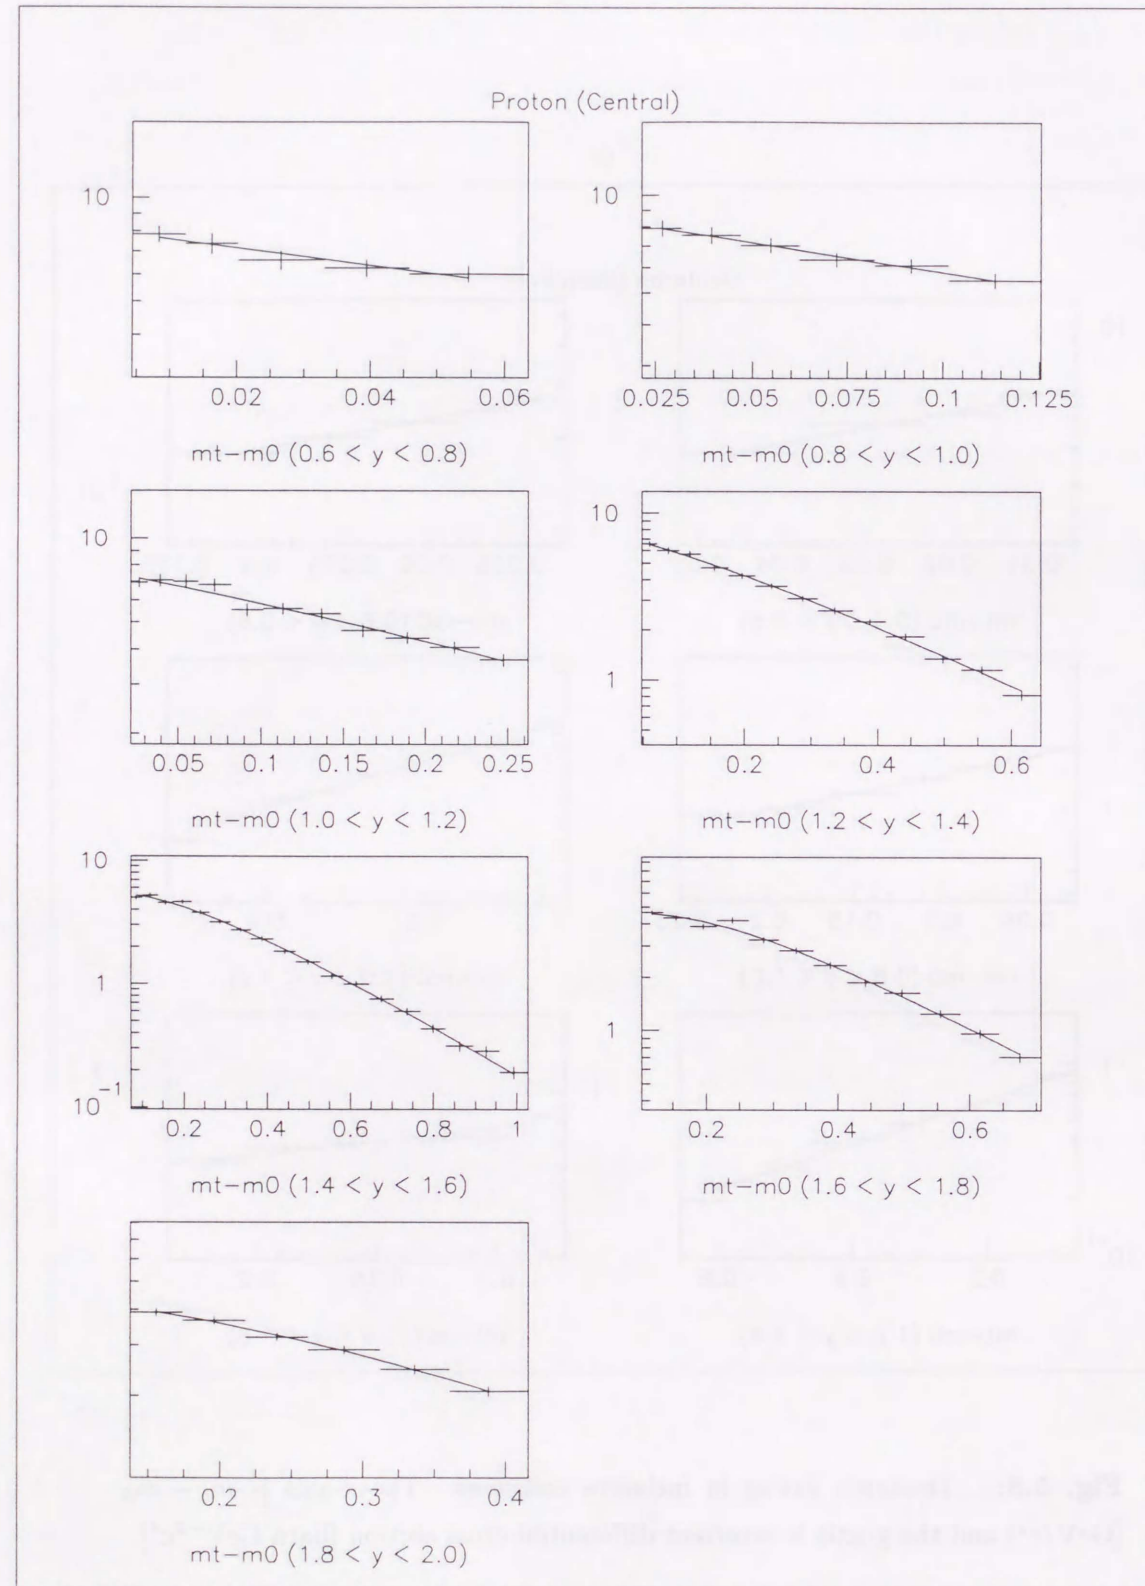 Proton (Central)
10
0.02 0.04 0.06
mt-m0 (0.6 < y < 0.8)
10
0.025 0.05 0.075 0.1 0.125
mt-m0 (0.8 < y < 1.0)
10
0.05 0.1 0.15 0.2 0.25
mt-m0 (1.0 < y < 1.2)
10
1
0.2 0.4 0.6
mt-m0 (1.2 < y < 1.4)
10
1
10⁻¹
0.2 0.4 0.6 0.8 1
mt-m0 (1.4 < y < 1.6)
1
0.2 0.4 0.6
mt-m0 (1.6 < y < 1.8)
0.2 0.3 0.4
mt-m0 (1.8 < y < 2.0)